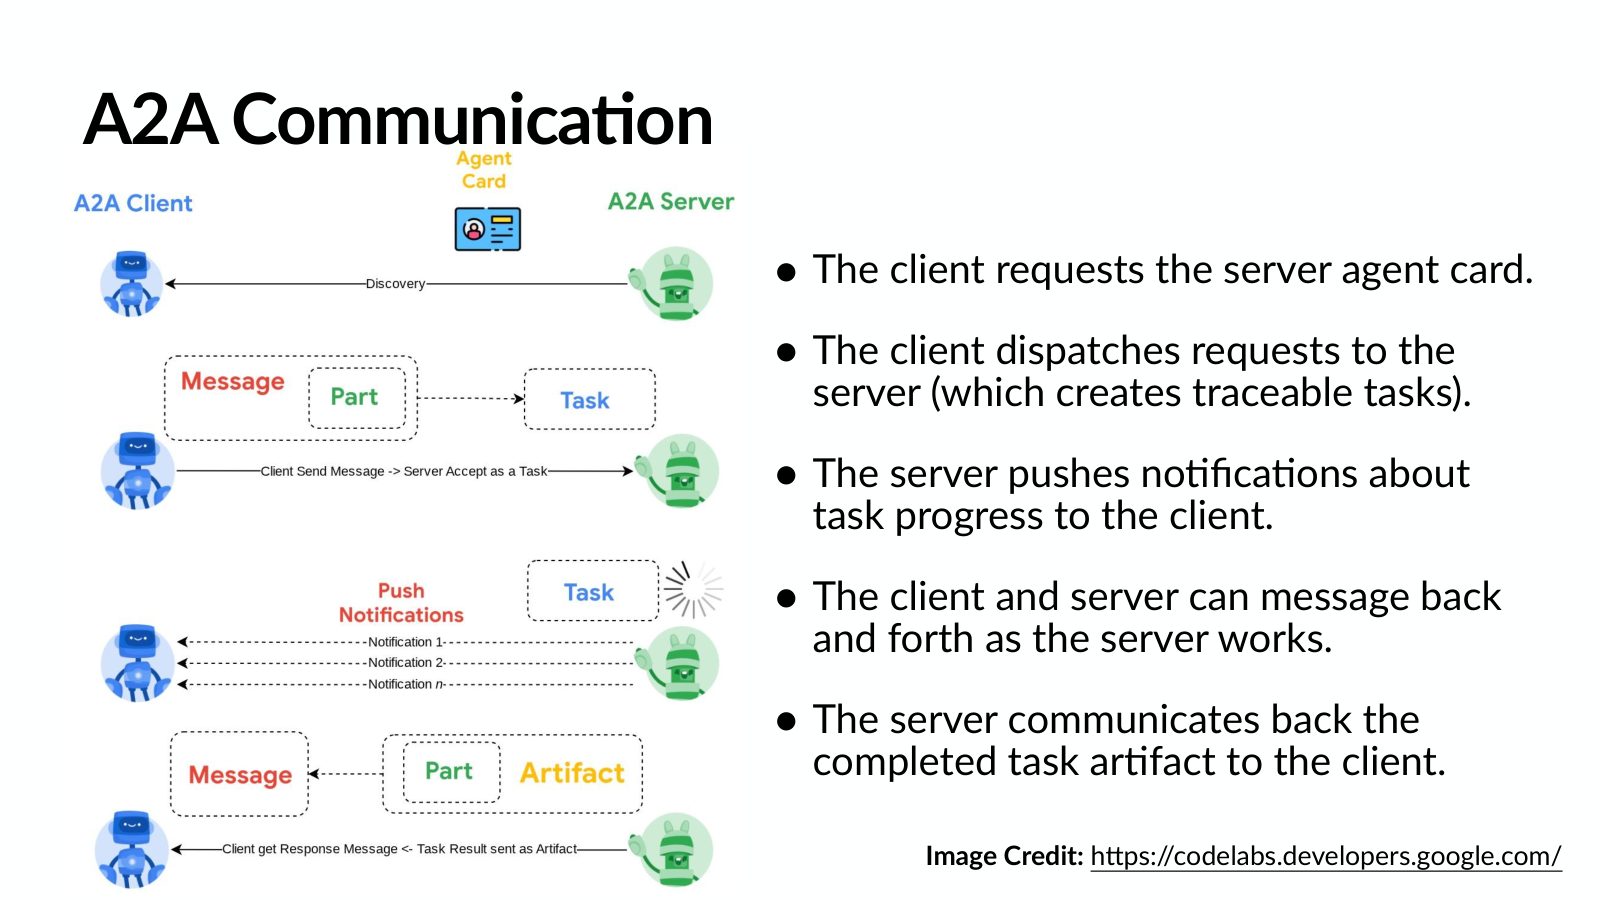 A2A Communication
Agent
Card
A2A Client
A2A Server
Discovery
Message
Part
Task
Client Send Message -> Server Accept as a Task
Task
Push
Notifications
Notification 1
Notification 2
Notification n
Message
Part
Artifact
Client get Response Message <- Task Result sent as Artifact
● The client requests the server agent card.
● The client dispatches requests to the
server (which creates traceable tasks).
● The server pushes notifications about
task progress to the client.
● The client and server can message back
and forth as the server works.
● The server communicates back the
completed task artifact to the client.
Image Credit: https://codelabs.developers.google.com/